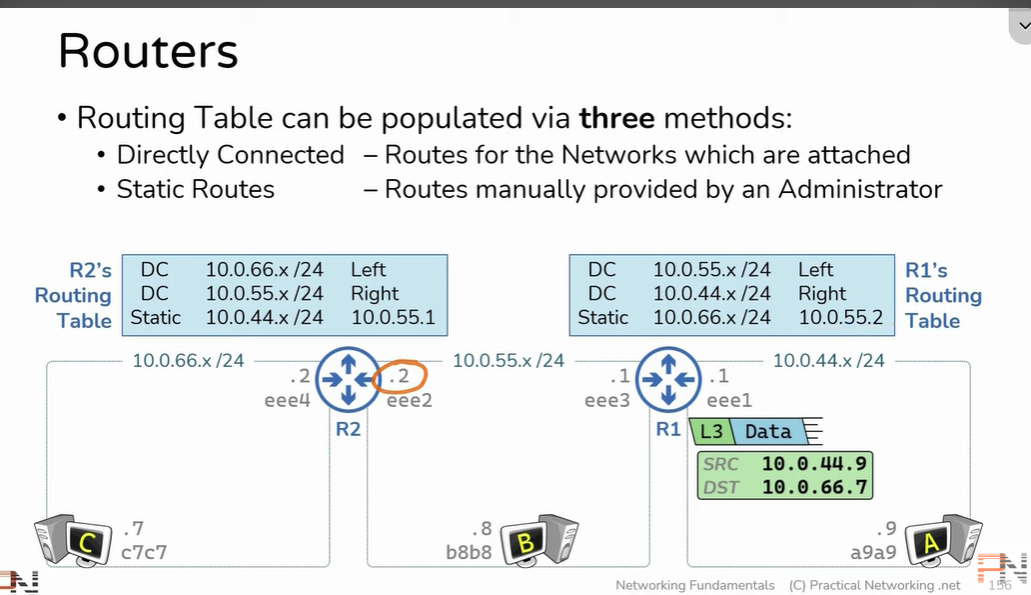 Routers
• Routing Table can be populated via three methods:
• Directly Connected – Routes for the Networks which are attached
• Static Routes – Routes manually provided by an Administrator
R2's
Routing
Table
DC 10.0.66.x /24 Left
DC 10.0.55.x /24 Right
Static 10.0.44.x /24 10.0.55.1
DC 10.0.55.x /24 Left
DC 10.0.44.x /24 Right
Static 10.0.66.x /24 10.0.55.2
R1's
Routing
Table
10.0.66.x /24
10.0.55.x /24
10.0.44.x /24
.2
eee4
.2
eee2
R2
.1
eee3
.1
eee1
R1
L3 Data
SRC 10.0.44.9
DST 10.0.66.7
C
.7
c7c7
.8
b8b8
B
.9
a9a9
A
PN
PN
Networking Fundamentals (C) Practical Networking .net 156